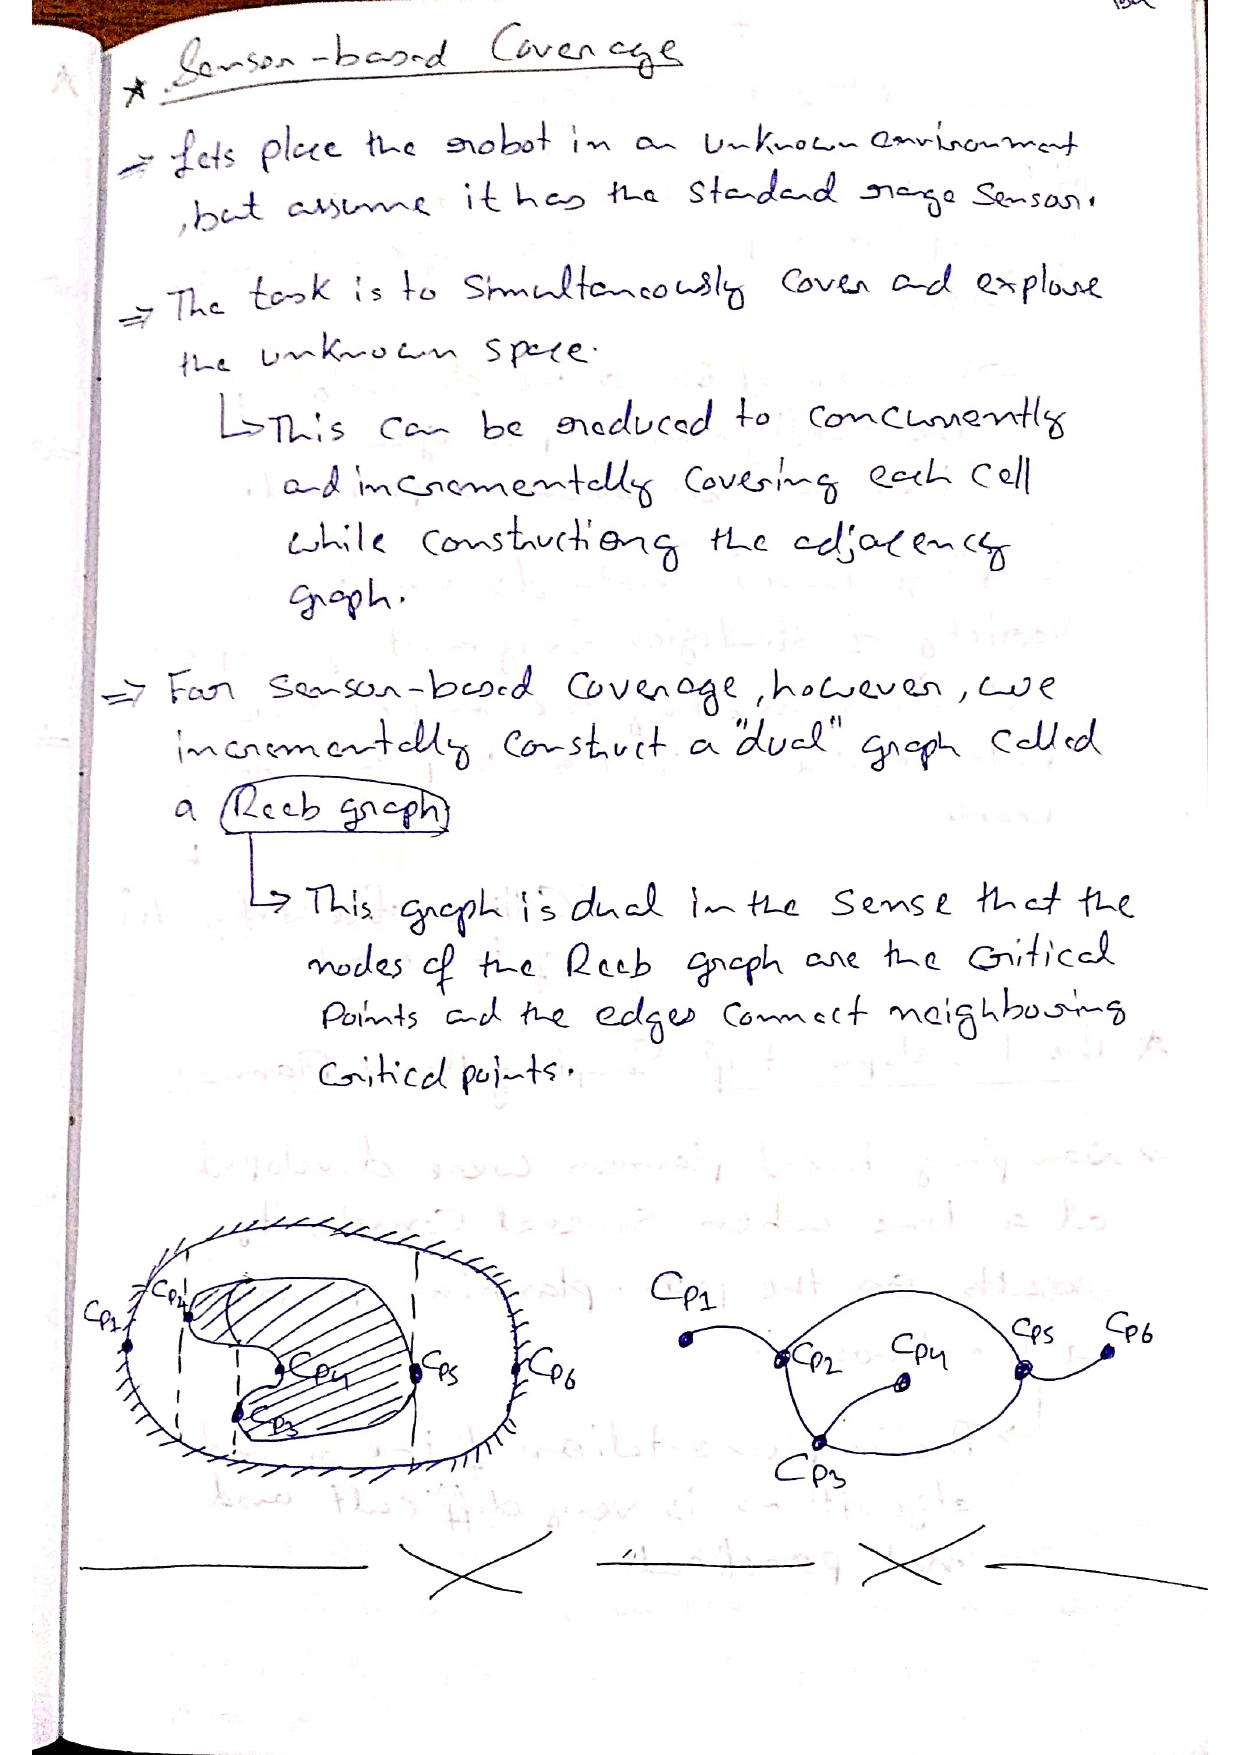 * Sensor-based Coverage
⇒ Lets place the robot in an unknown environment
, but assume it has the standard range sensor.
⇒ The task is to simultaneously cover and explore
the unknown space.
↳ This can be reduced to concurrently
and incrementally covering each cell
while constructiong the adjacency
graph.
⇒ For sensor-based coverage, however, we
incrementally construct a "dual" graph called
a Reeb graph
↳ This graph is dual in the sense that the
nodes of the Reeb graph are the critical
points and the edges connect neighbouring
critical points.
CP1
CP2
CP3
CP4
CP5
CP6
CP1
CP2
CP3
CP4
CP5
CP6